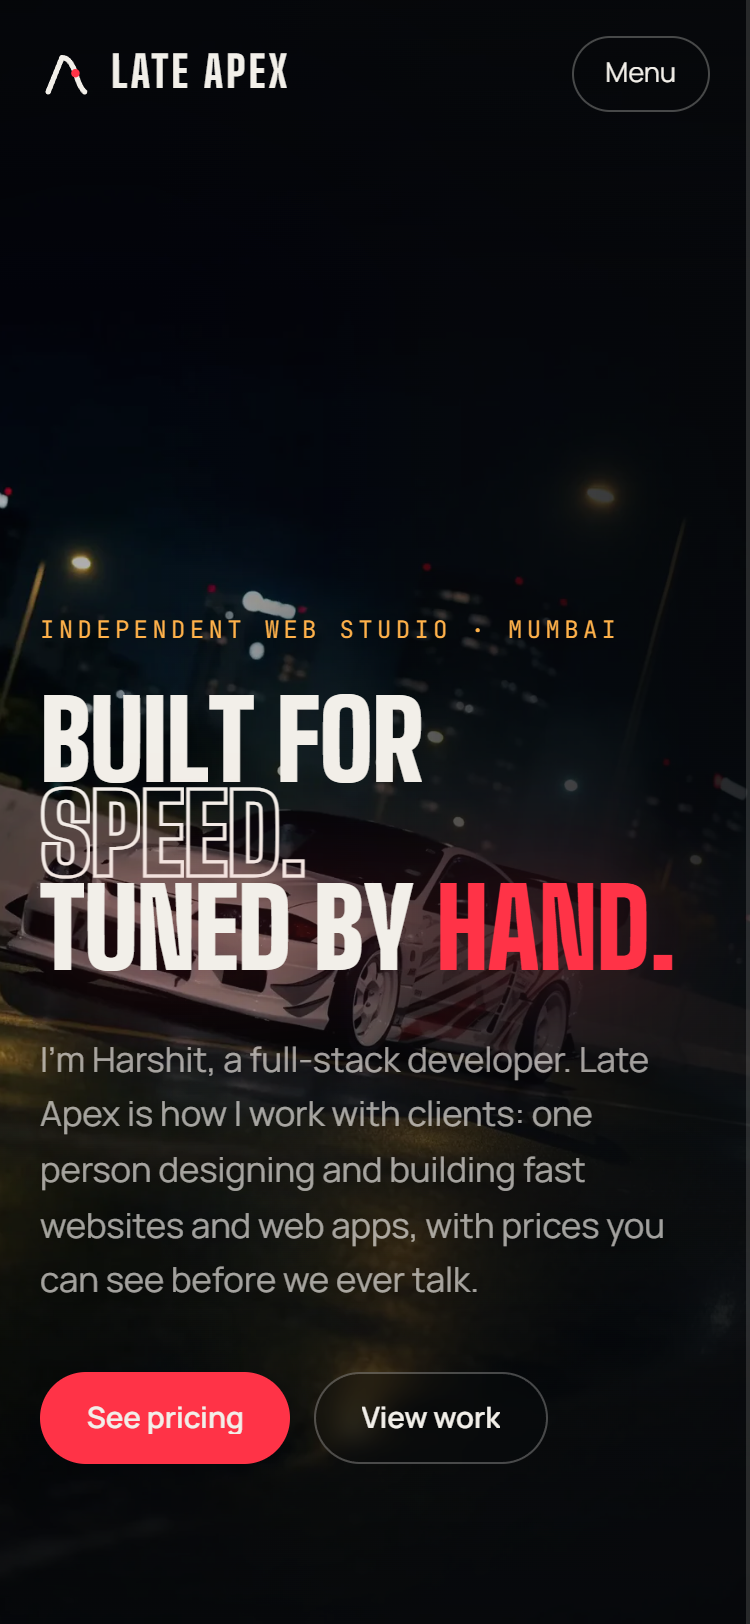 LATE APEX
Menu
INDEPENDENT WEB STUDIO · MUMBAI
BUILT FOR
SPEED.
TUNED BY HAND.
I'm Harshit, a full-stack developer. Late
Apex is how I work with clients: one
person designing and building fast
websites and web apps, with prices you
can see before we ever talk.
See pricing
View work